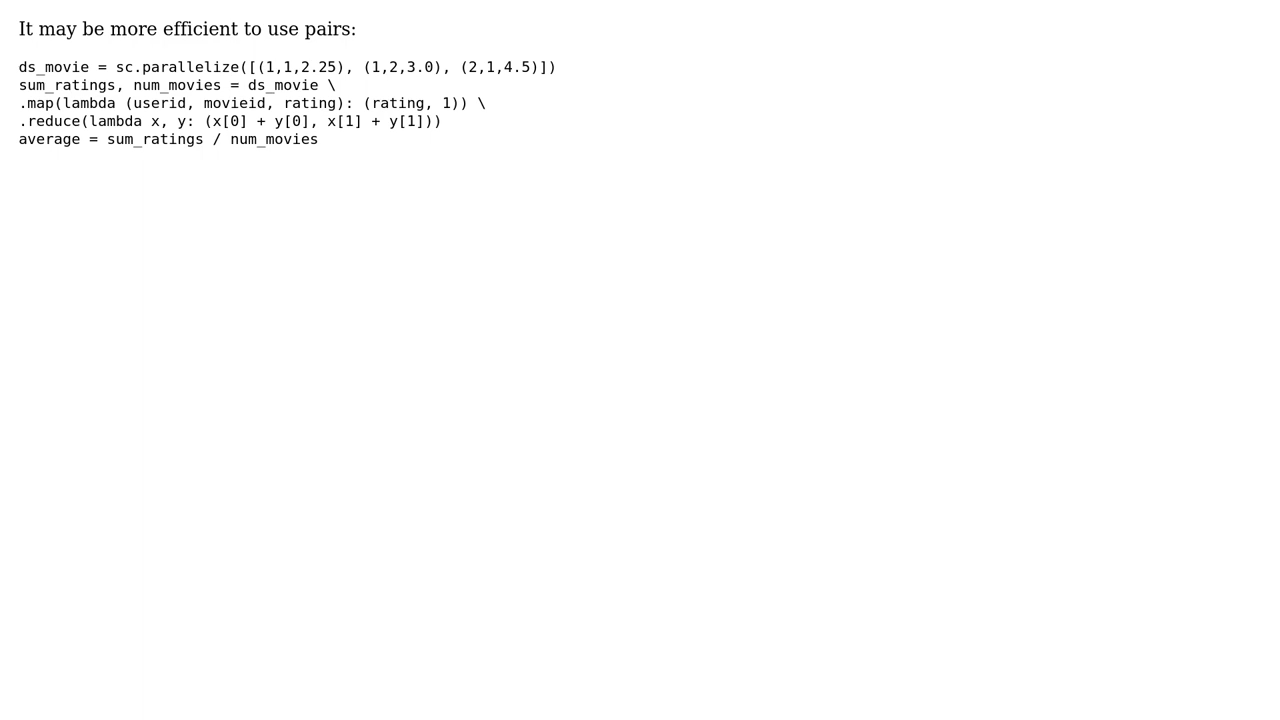 It may be more efficient to use pairs:
ds_movie = sc.parallelize([(1,1,2.25), (1,2,3.0), (2,1,4.5)])
sum_ratings, num_movies = ds_movie \
.map(lambda (userid, movieid, rating): (rating, 1)) \
.reduce(lambda x, y: (x[0] + y[0], x[1] + y[1]))
average = sum_ratings / num_movies